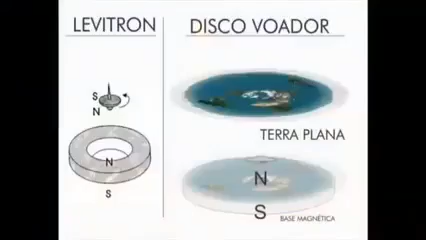 LEVITRON
S
N
N
S
DISCO VOADOR
TERRA PLANA
N
S
BASE MAGNÉTICA